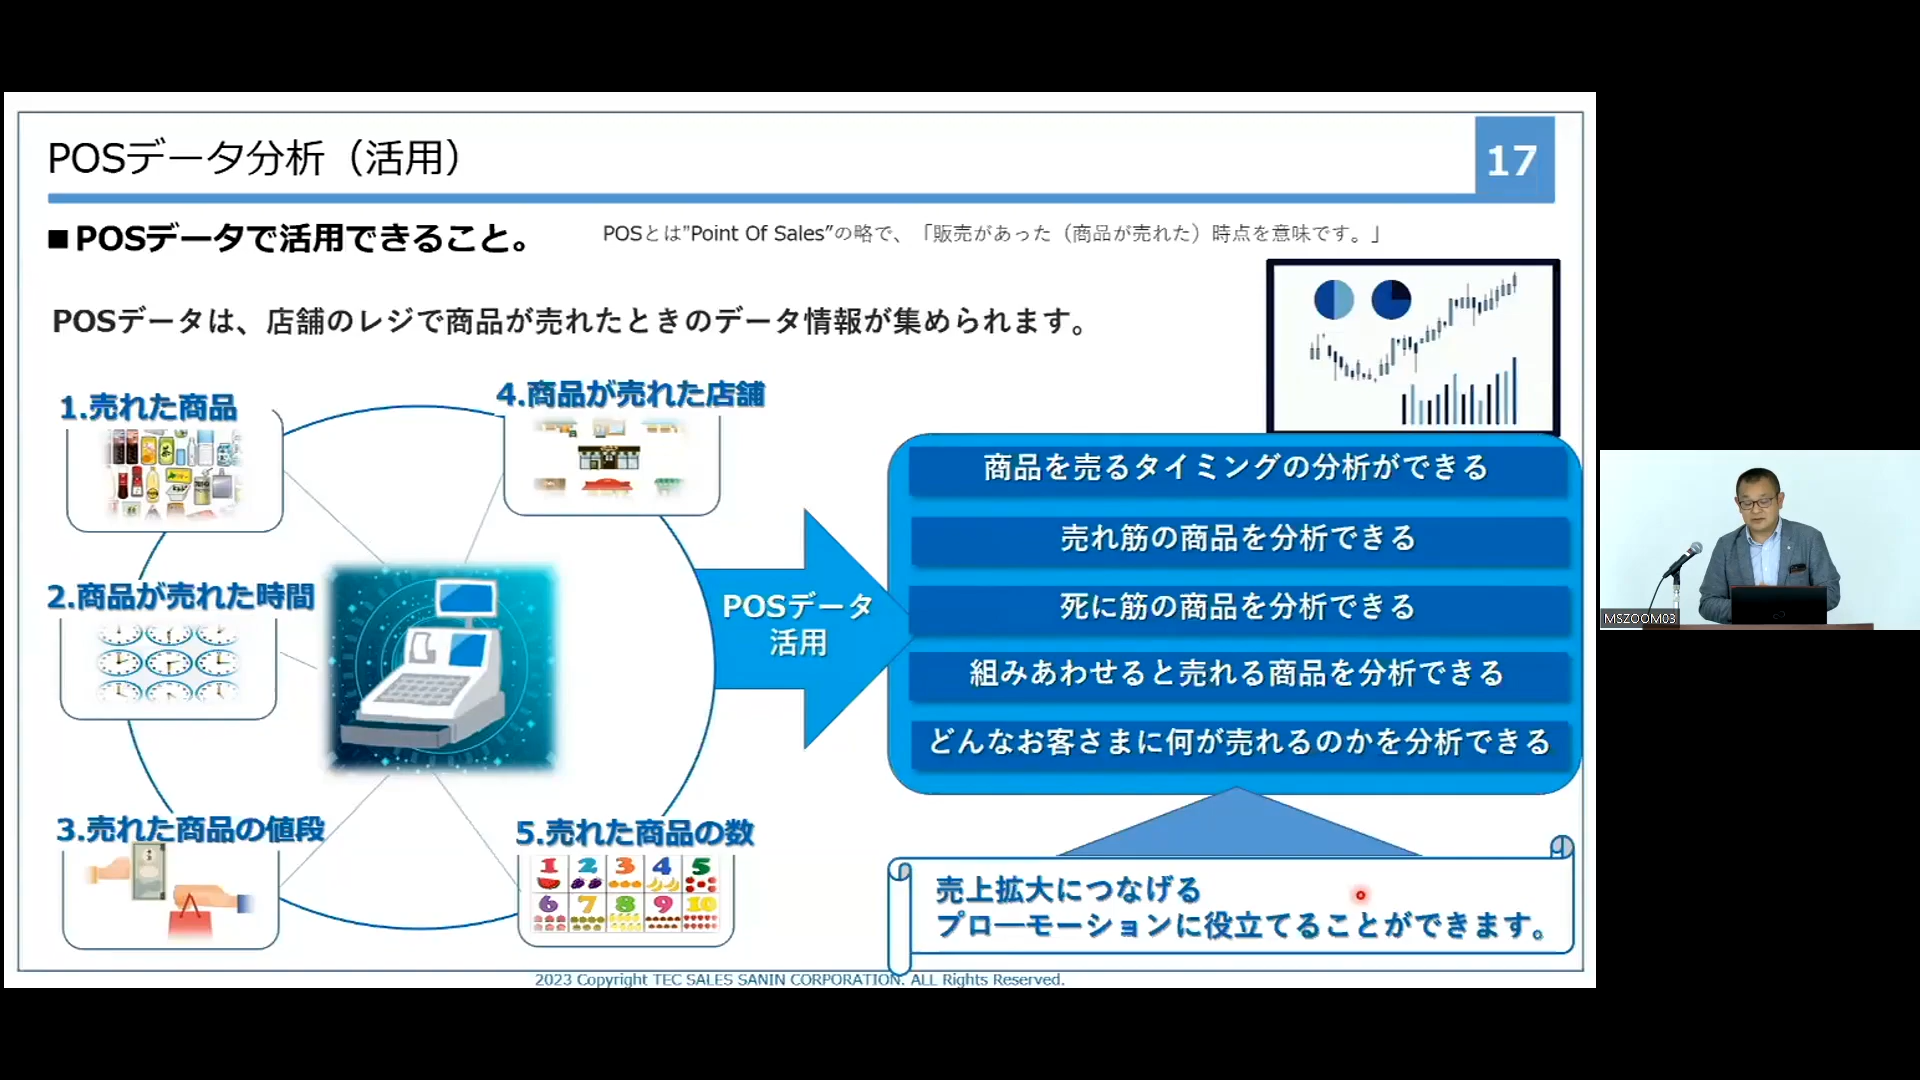 POSデータ分析（活用）
17
■POSデータで活用できること。
POSとは"Point Of Sales"の略で、「販売があった（商品が売れた）時点を意味です。」
POSデータは、店舗のレジで商品が売れたときのデータ情報が集められます。
1.売れた商品
4.商品が売れた店舗
2.商品が売れた時間
3.売れた商品の値段
5.売れた商品の数
1 2 3 4 5
6 7 8 9 10
POSデータ
活用
商品を売るタイミングの分析ができる
売れ筋の商品を分析できる
死に筋の商品を分析できる
組みあわせると売れる商品を分析できる
どんなお客さまに何が売れるのかを分析できる
売上拡大につなげる
プロ―モーションに役立てることができます。
2023 Copyright TEC SALES SANIN CORPORATION. ALL Rights Reserved.
MSZOOM03